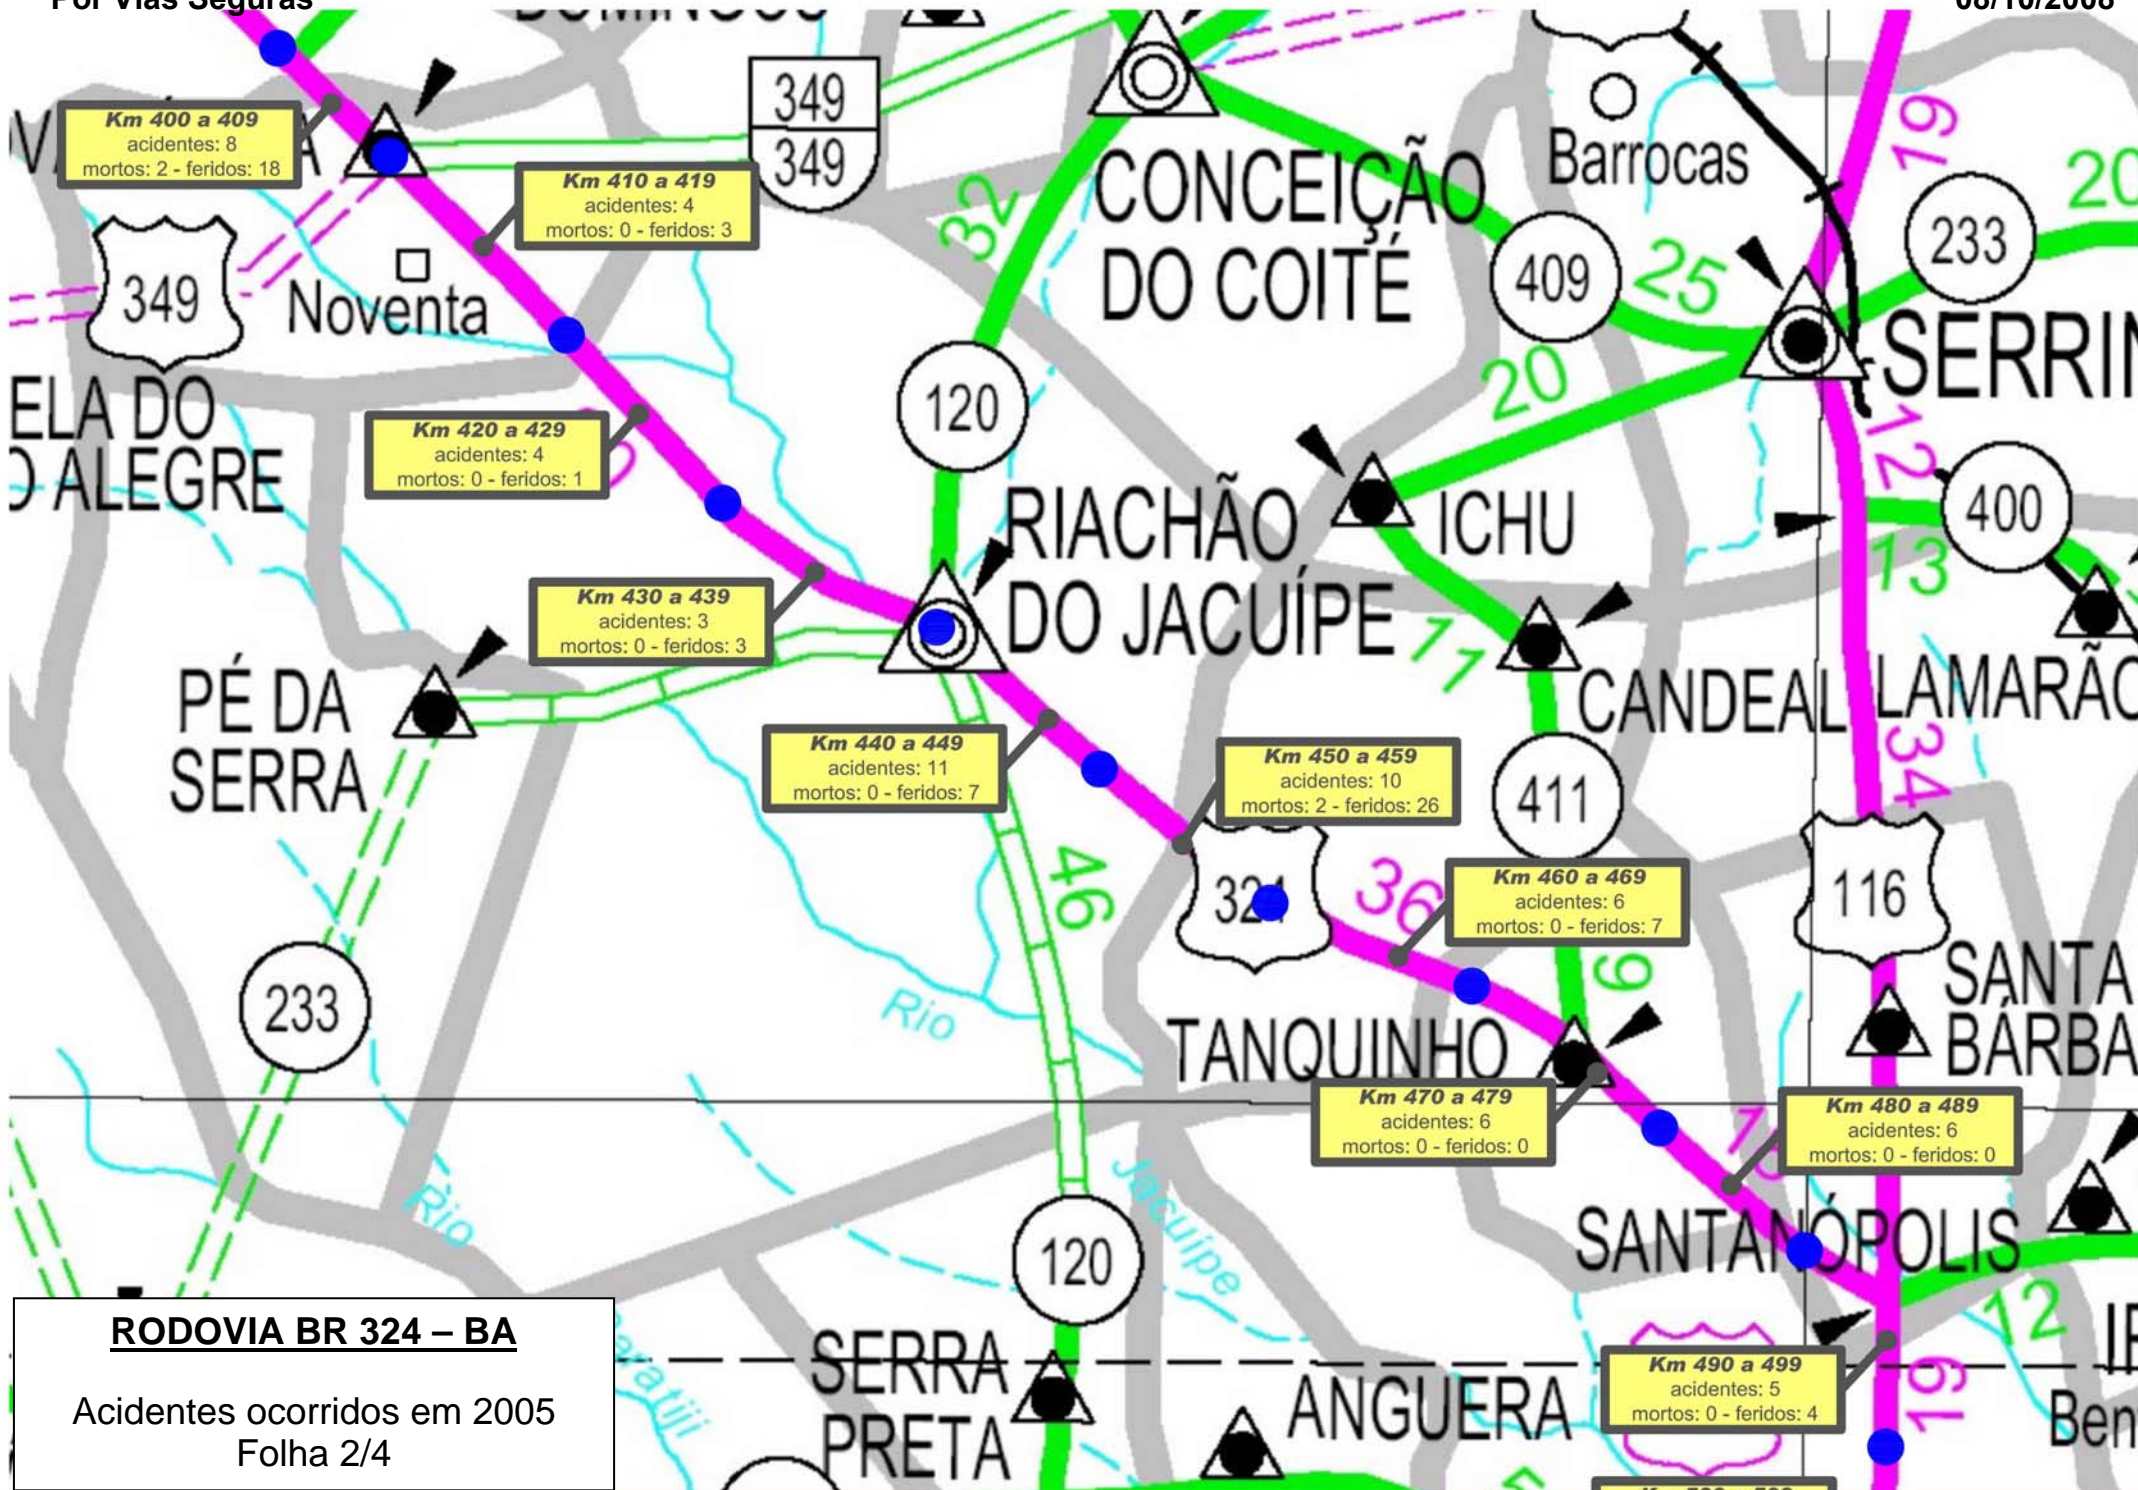 Por Vias Seguras
08/10/2008
349
349
Km 400 a 409
acidentes: 8
mortos: 2 - feridos: 18
Km 410 a 419
acidentes: 4
mortos: 0 - feridos: 3
CONCEIÇÃO
DO COITÉ
Barrocas
19
20
32
409
25
233
349
Noventa
120
20
SERRIN
ELA DO
O ALEGRE
Km 420 a 429
acidentes: 4
mortos: 0 - feridos: 1
12
400
RIACHÃO
DO JACUÍPE
ICHU
13
Km 430 a 439
acidentes: 3
mortos: 0 - feridos: 3
11
CANDEAL
LAMARÃO
PÉ DA
SERRA
Km 440 a 449
acidentes: 11
mortos: 0 - feridos: 7
Km 450 a 459
acidentes: 10
mortos: 2 - feridos: 26
34
411
46
324
36
Km 460 a 469
acidentes: 6
mortos: 0 - feridos: 7
116
233
Rio
9
SANTA
BÁRBA
TANQUINHO
Km 470 a 479
acidentes: 6
mortos: 0 - feridos: 0
Km 480 a 489
acidentes: 6
mortos: 0 - feridos: 0
Rio
Jacuípe
120
SANTANÓPOLIS
12
RODOVIA BR 324 – BA
Acidentes ocorridos em 2005
Folha 2/4
SERRA
PRETA
ANGUERA
Km 490 a 499
acidentes: 5
mortos: 0 - feridos: 4
19
Ben